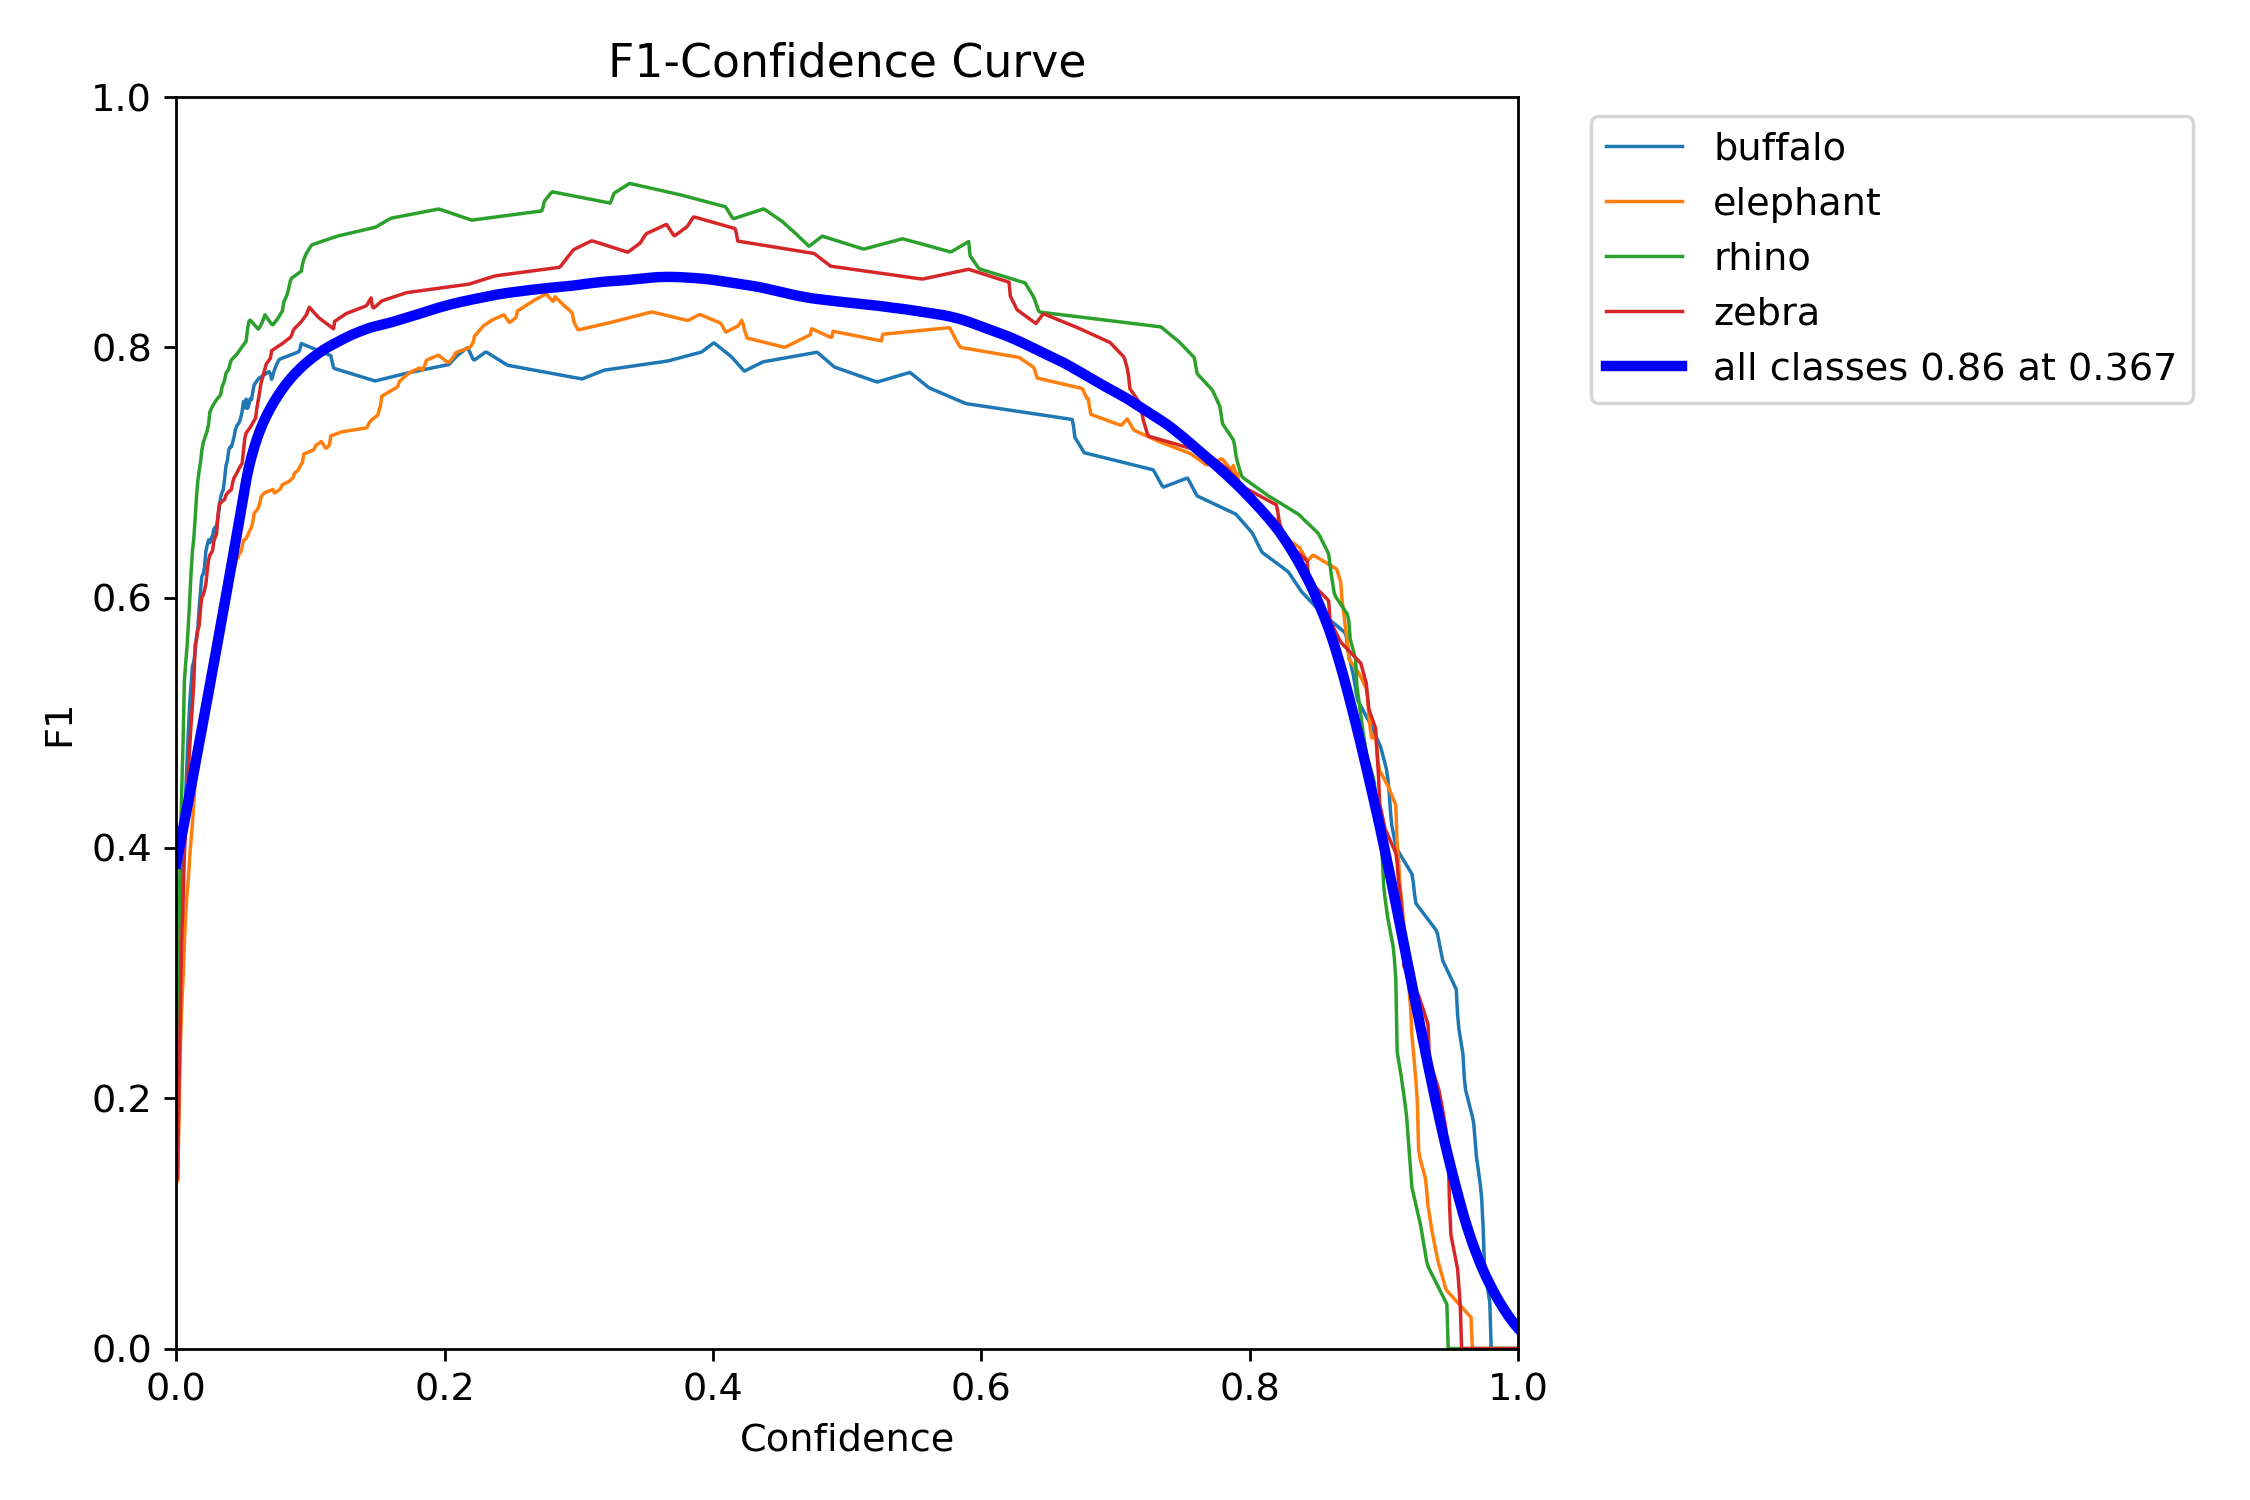 F1-Confidence Curve
1.0
0.8
0.6
0.4
0.2
0.0
F1
0.0 0.2 0.4 0.6 0.8 1.0
Confidence
buffalo
elephant
rhino
zebra
all classes 0.86 at 0.367